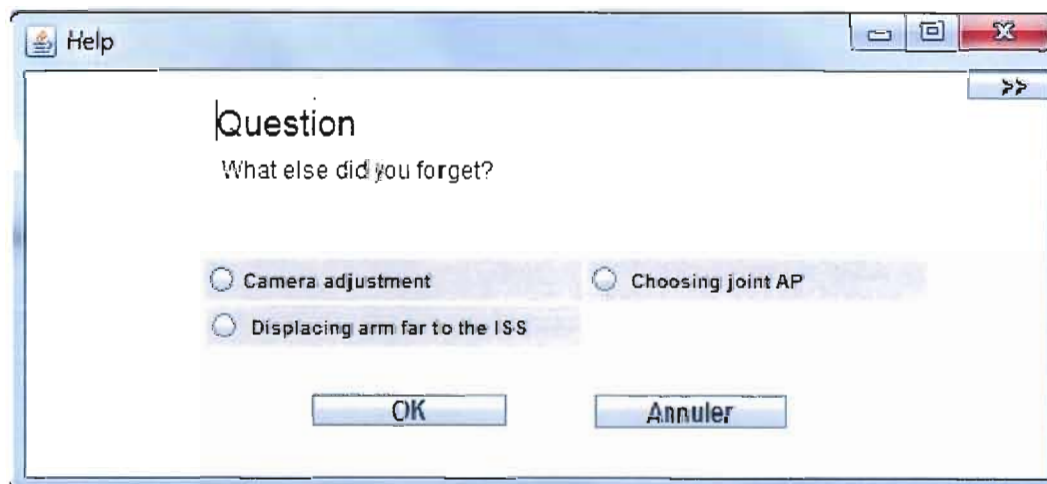 Help
>>
Question
What else did you forget?
Camera adjustment
Choosing joint AP
Displacing arm far to the ISS
OK
Annuler